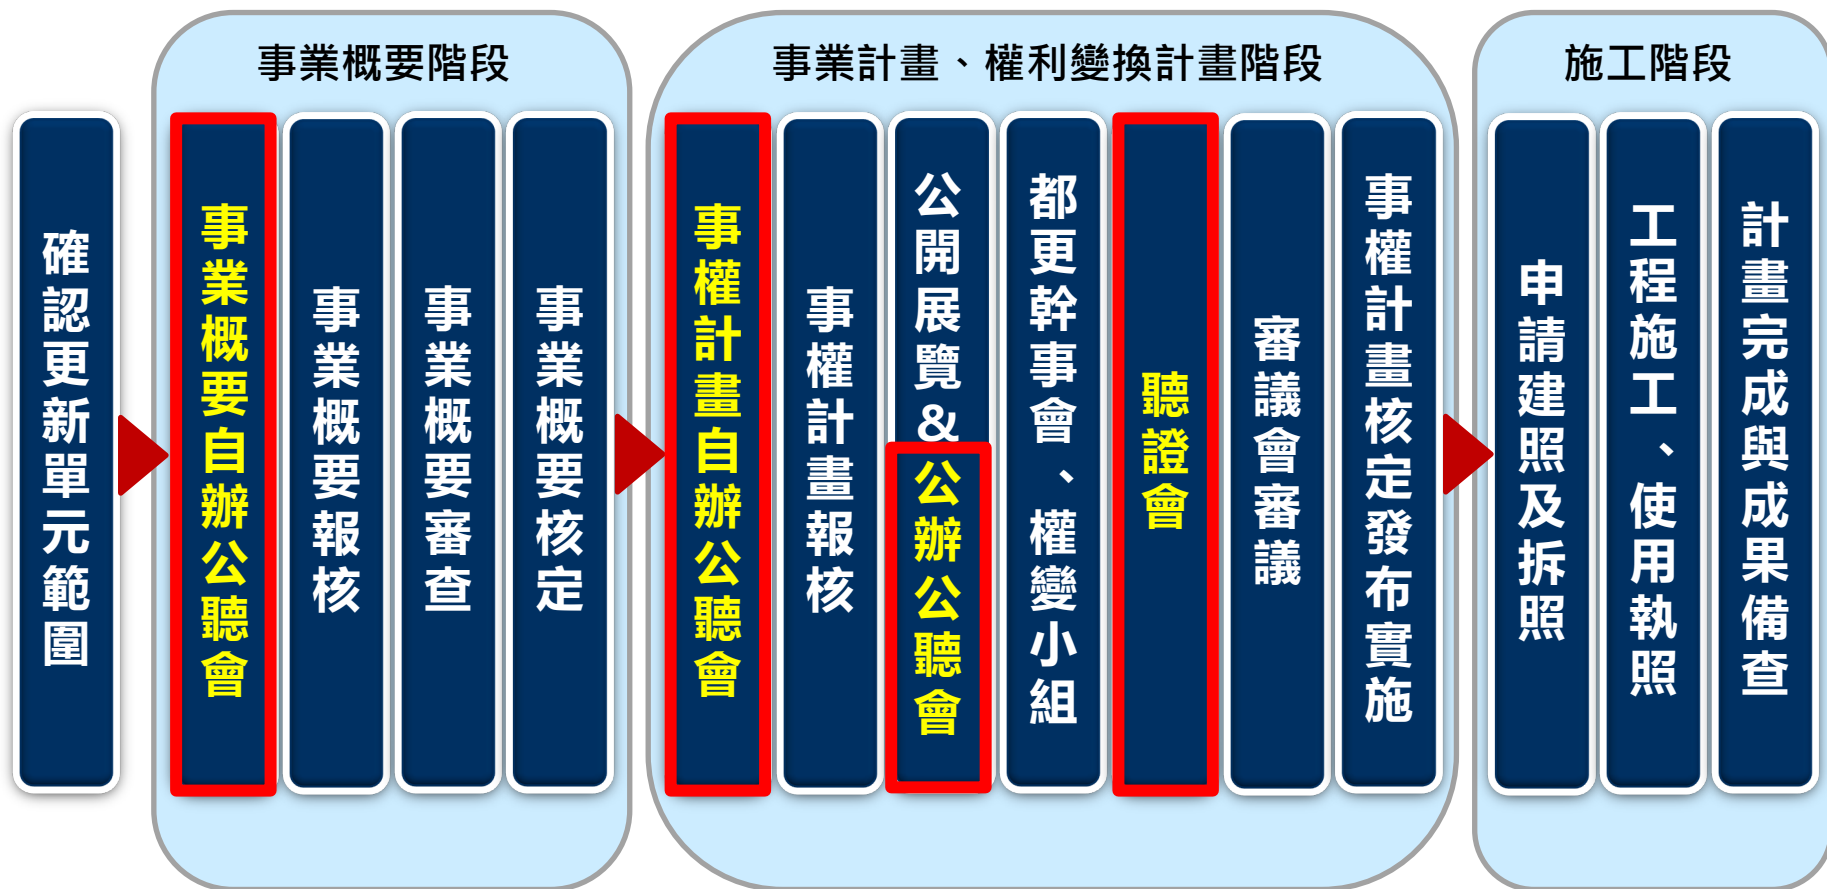 事業概要階段
事業計畫、權利變換計畫階段
施工階段
確認更新單元範圍
事業概要自辦公聽會
事業概要報核
事業概要審查
事業概要核定
事權計畫自辦公聽會
事權計畫報核
公開展覽&公辦公聽會
都更幹事會、權變小組
聽證會
審議會審議
事權計畫核定發布實施
申請建照及拆照
工程施工、使用執照
計畫完成與成果備查